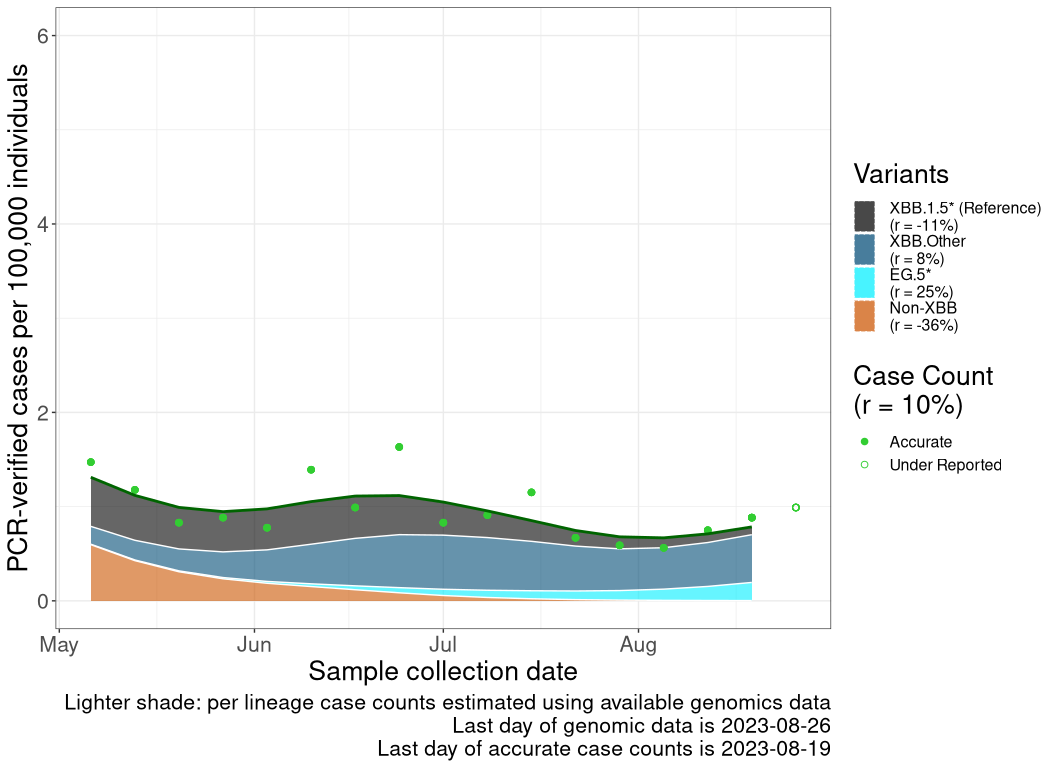 PCR-verified cases per 100,000 individuals
6
4
2
0
May
Jun
Jul
Aug
Sample collection date
Lighter shade: per lineage case counts estimated using available genomics data
Last day of genomic data is 2023-08-26
Last day of accurate case counts is 2023-08-19
Variants
XBB.1.5* (Reference)
(r = -11%)
XBB.Other
(r = 8%)
EG.5*
(r = 25%)
Non-XBB
(r = -36%)
Case Count
(r = 10%)
Accurate
Under Reported